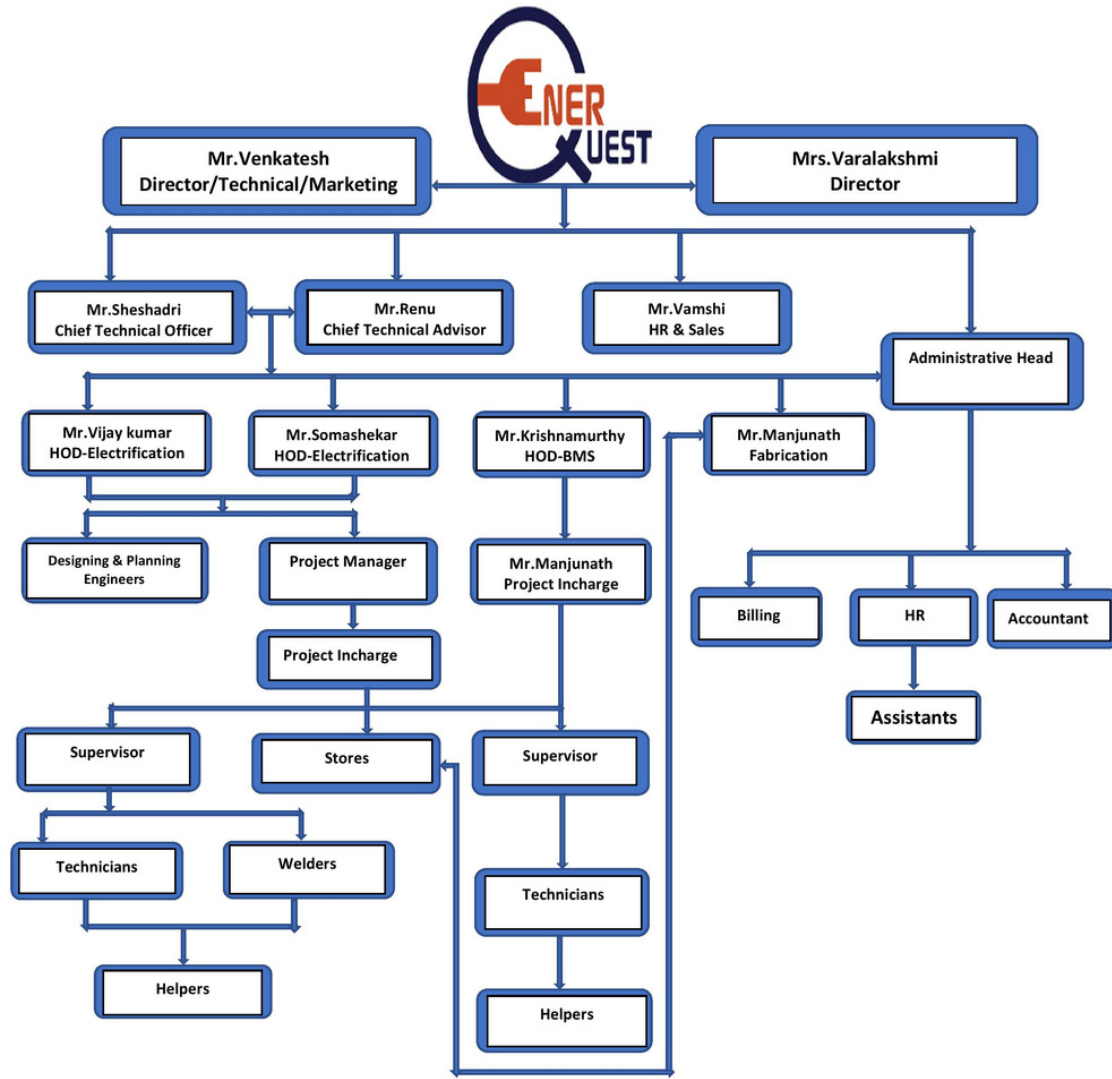 ENER
QUEST
Mr.Venkatesh
Director/Technical/Marketing
Mrs.Varalakshmi
Director
Mr.Sheshadri
Chief Technical Officer
Mr.Renu
Chief Technical Advisor
Mr.Vamshi
HR & Sales
Administrative Head
Mr.Vijay kumar
HOD-Electrification
Mr.Somashekar
HOD-Electrification
Mr.Krishnamurthy
HOD-BMS
Mr.Manjunath
Fabrication
Designing & Planning
Engineers
Project Manager
Mr.Manjunath
Project Incharge
Billing
HR
Accountant
Project Incharge
Assistants
Supervisor
Stores
Supervisor
Technicians
Welders
Technicians
Helpers
Helpers